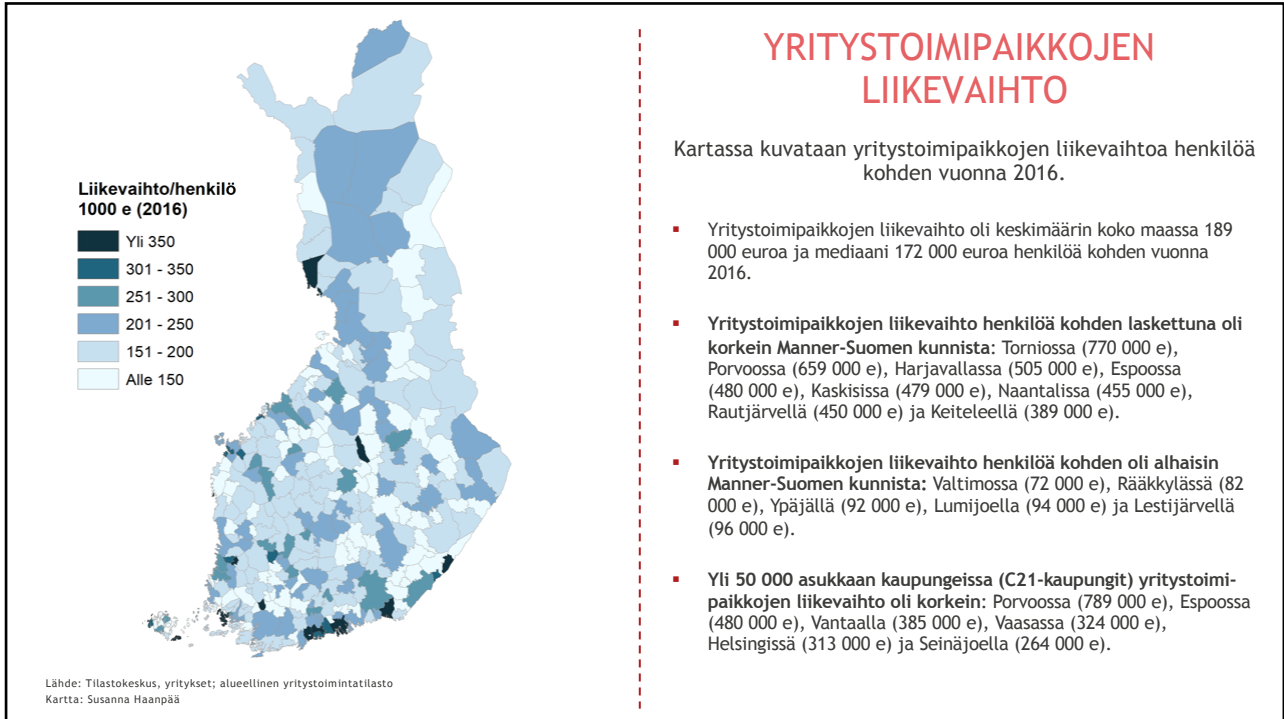 Liikevaihto/henkilö
1000 e (2016)
Yli 350
301 - 350
251 - 300
201 - 250
151 - 200
Alle 150
Lähde: Tilastokeskus, yritykset; alueellinen yritystoimintatilasto
Kartta: Susanna Haanpää
YRITYSTOIMIPAIKKOJEN
LIIKEVAIHTO
Kartassa kuvataan yritystoimipaikkojen liikevaihtoa henkilöä
kohden vuonna 2016.
▪ Yritystoimipaikkojen liikevaihto oli keskimäärin koko maassa 189
000 euroa ja mediaani 172 000 euroa henkilöä kohden vuonna
2016.
▪ Yritystoimipaikkojen liikevaihto henkilöä kohden laskettuna oli
korkein Manner-Suomen kunnista: Torniossa (770 000 e),
Porvoossa (659 000 e), Harjavallassa (505 000 e), Espoossa
(480 000 e), Kaskisissa (479 000 e), Naantalissa (455 000 e),
Rautjärvellä (450 000 e) ja Keiteleellä (389 000 e).
▪ Yritystoimipaikkojen liikevaihto henkilöä kohden oli alhaisin
Manner-Suomen kunnista: Valtimossa (72 000 e), Rääkkylässä (82
000 e), Ypäjällä (92 000 e), Lumijoella (94 000 e) ja Lestijärvellä
(96 000 e).
▪ Yli 50 000 asukkaan kaupungeissa (C21-kaupungit) yritystoimi-
paikkojen liikevaihto oli korkein: Porvoossa (789 000 e), Espoossa
(480 000 e), Vantaalla (385 000 e), Vaasassa (324 000 e),
Helsingissä (313 000 e) ja Seinäjoella (264 000 e).